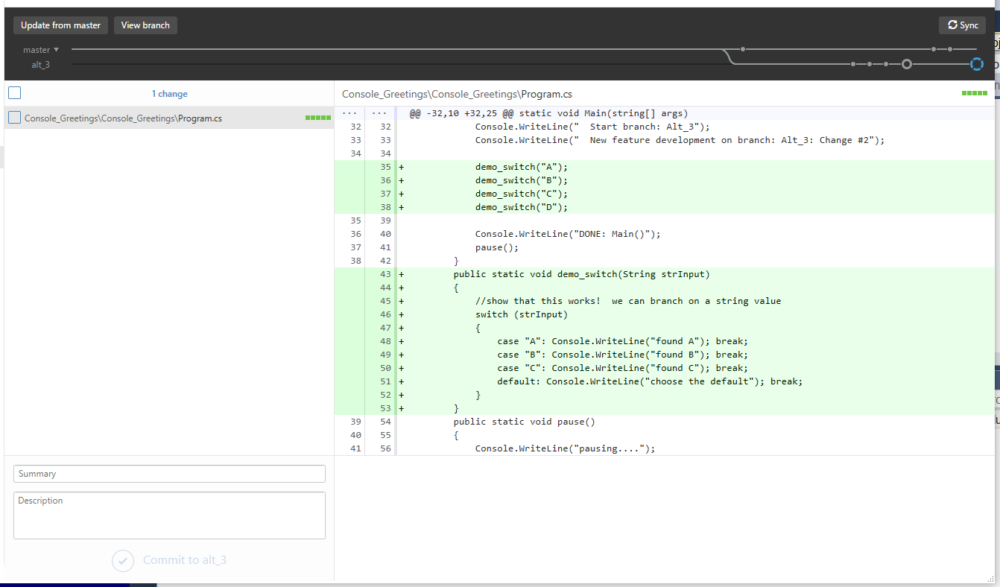 Update from master View branch Sync
master
alt_3
1 change
Console_Greetings\Console_Greetings\Program.cs
Console_Greetings\Console_Greetings\Program.cs
... ... @@ -32,10 +32,25 @@ static void Main(string[] args)
32 32 Console.WriteLine("  Start branch: Alt_3");
33 33 Console.WriteLine("  New feature development on branch: Alt_3: Change #2");
34 34
35 + demo_switch("A");
36 + demo_switch("B");
37 + demo_switch("C");
38 + demo_switch("D");
35 39
36 40 Console.WriteLine("DONE: Main()");
37 41 pause();
38 42 }
43 + public static void demo_switch(String strInput)
44 + {
45 + //show that this works!  we can branch on a string value
46 + switch (strInput)
47 + {
48 + case "A": Console.WriteLine("found A"); break;
49 + case "B": Console.WriteLine("found B"); break;
50 + case "C": Console.WriteLine("found C"); break;
51 + default: Console.WriteLine("choose the default"); break;
52 + }
53 + }
39 54 public static void pause()
40 55 {
41 56 Console.WriteLine("pausing....");
Summary
Description
Commit to alt_3